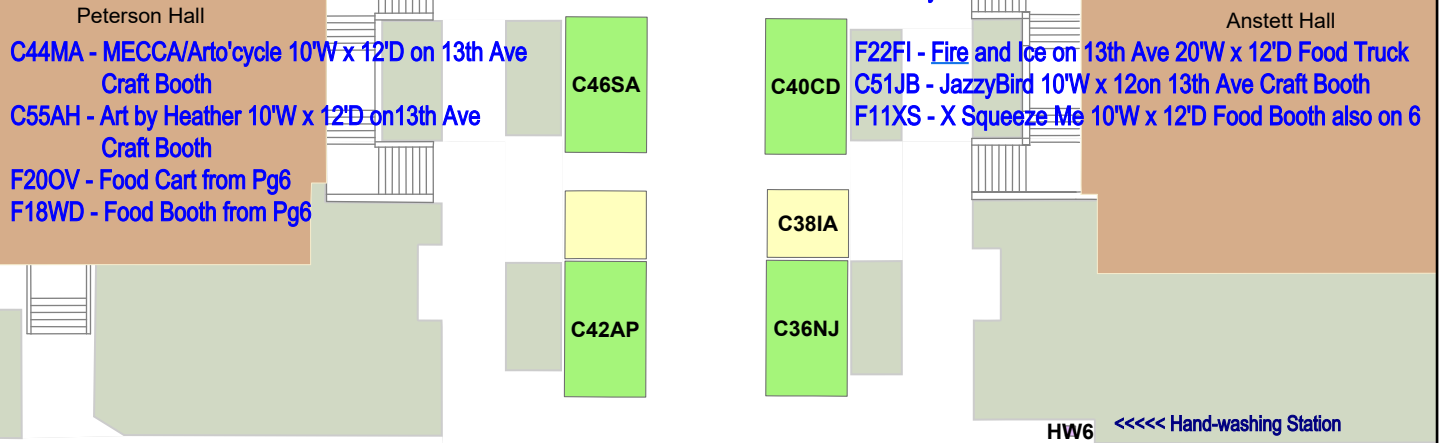 Peterson Hall
C44MA - MECCA/Arto'cycle 10'W x 12'D on 13th Ave
Craft Booth
C55AH - Art by Heather 10'W x 12'D on13th Ave
Craft Booth
F20OV - Food Cart from Pg6
F18WD - Food Booth from Pg6
C46SA
C42AP
C40CD
C38IA
C36NJ
Anstett Hall
F22FI - Fire and Ice on 13th Ave 20'W x 12'D Food Truck
C51JB - JazzyBird 10'W x 12on 13th Ave Craft Booth
F11XS - X Squeeze Me 10'W x 12'D Food Booth also on 6
HW6 <<<<< Hand-washing Station